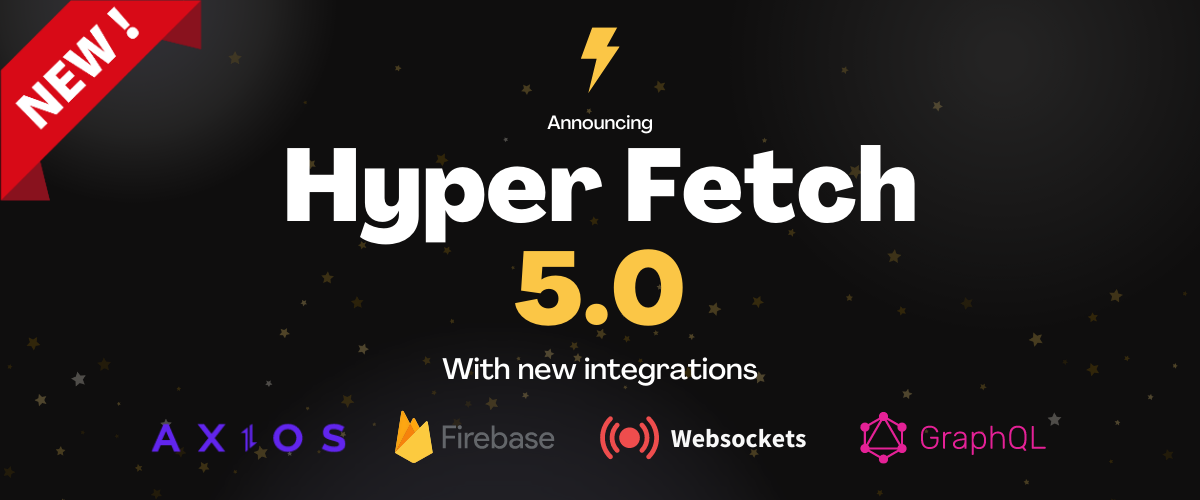 NEW!
Announcing
Hyper Fetch
5.0
With new integrations
AXIOS
Firebase
Websockets
GraphQL